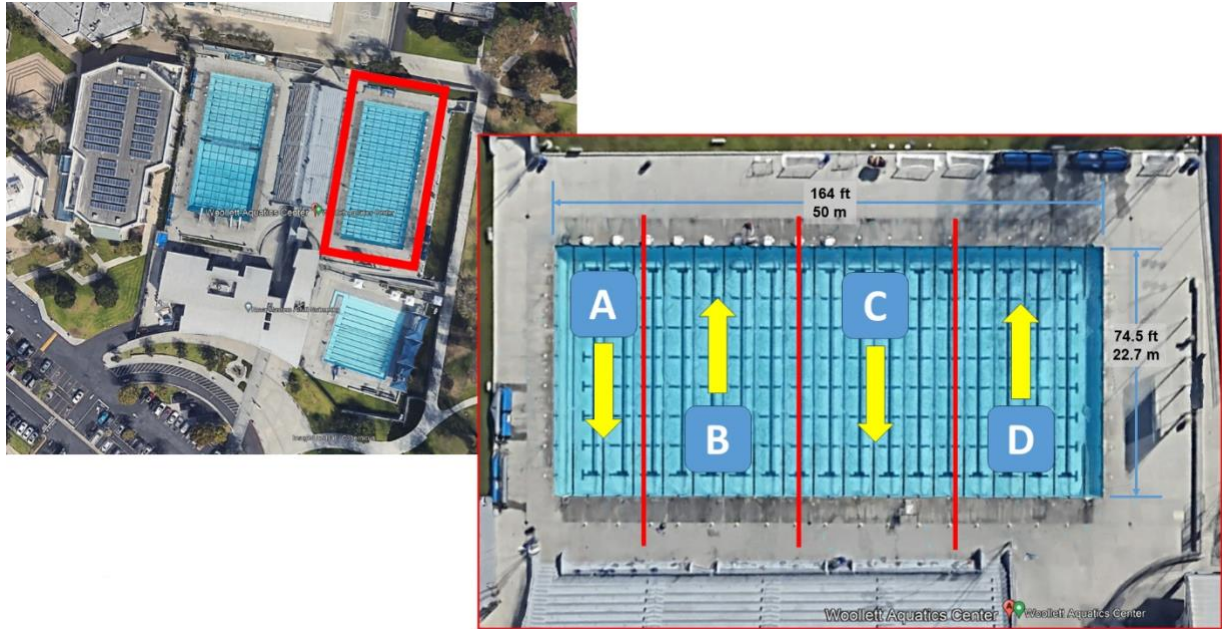 Woollett Aquatics Center
164 ft
50 m
A
C
74.5 ft
22.7 m
B
D
Woollett Aquatics Center
Woollett Aquatics Center